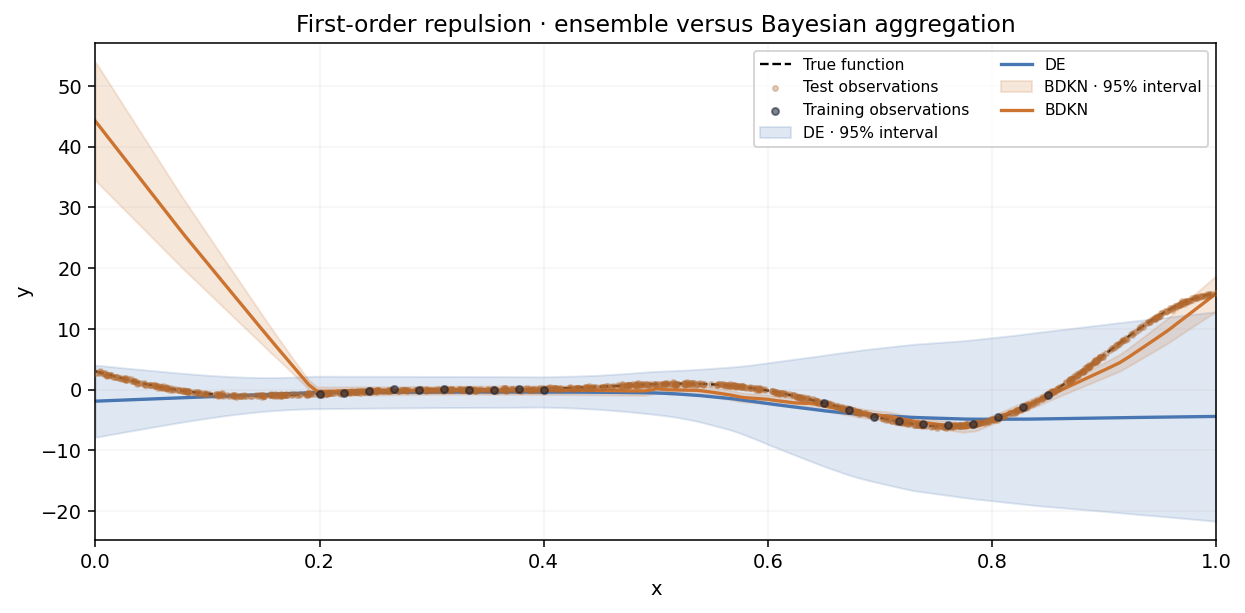 First-order repulsion · ensemble versus Bayesian aggregation
True function
Test observations
Training observations
DE · 95% interval
DE
BDKN · 95% interval
BDKN
50
40
30
20
10
0
−10
−20
y
0.0
0.2
0.4
0.6
0.8
1.0
x